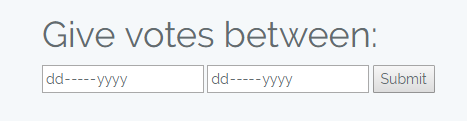 Give votes between:
dd-----yyyy dd-----yyyy Submit